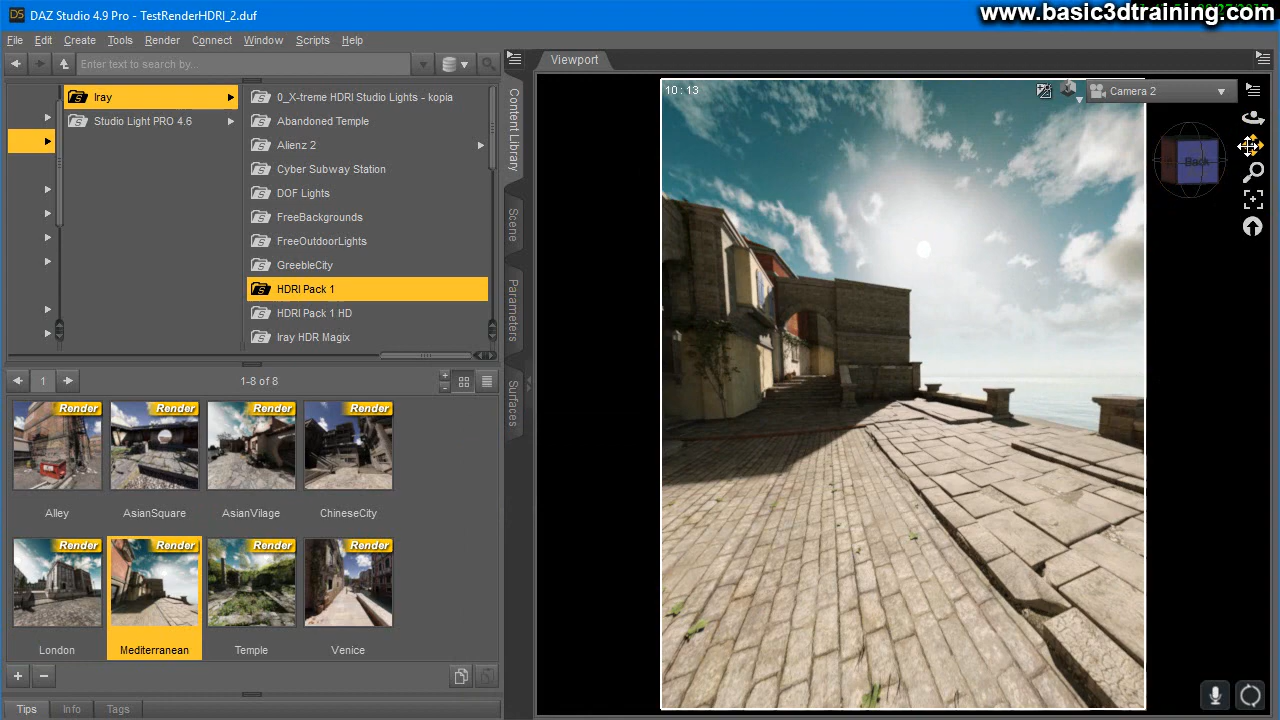 DAZ Studio 4.9 Pro - TestRenderHDRI_2.duf
www.basic3dtraining.com
File Edit Create Tools Render Connect Window Scripts Help
Enter text to search by...
Viewport
Iray
Studio Light PRO 4.6
0_X-treme HDRI Studio Lights - kopia
Abandoned Temple
Alienz 2
Cyber Subway Station
DOF Lights
FreeBackgrounds
FreeOutdoorLights
GreebleCity
HDRI Pack 1
HDRI Pack 1 HD
Iray HDR Magix
Content Library
Scene
Parameters
Surfaces
10 : 13
Camera 2
Back
1
1-8 of 8
Render Render Render Render
Alley AsianSquare AsianVilage ChineseCity
Render Render Render Render
London Mediterranean Temple Venice
Tips Info Tags